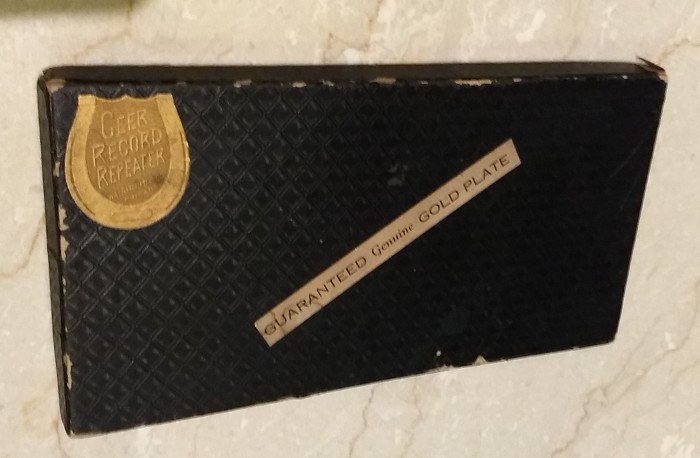 GEER
RECORD
REPEATER
GUARANTEED Genuine GOLD PLATE